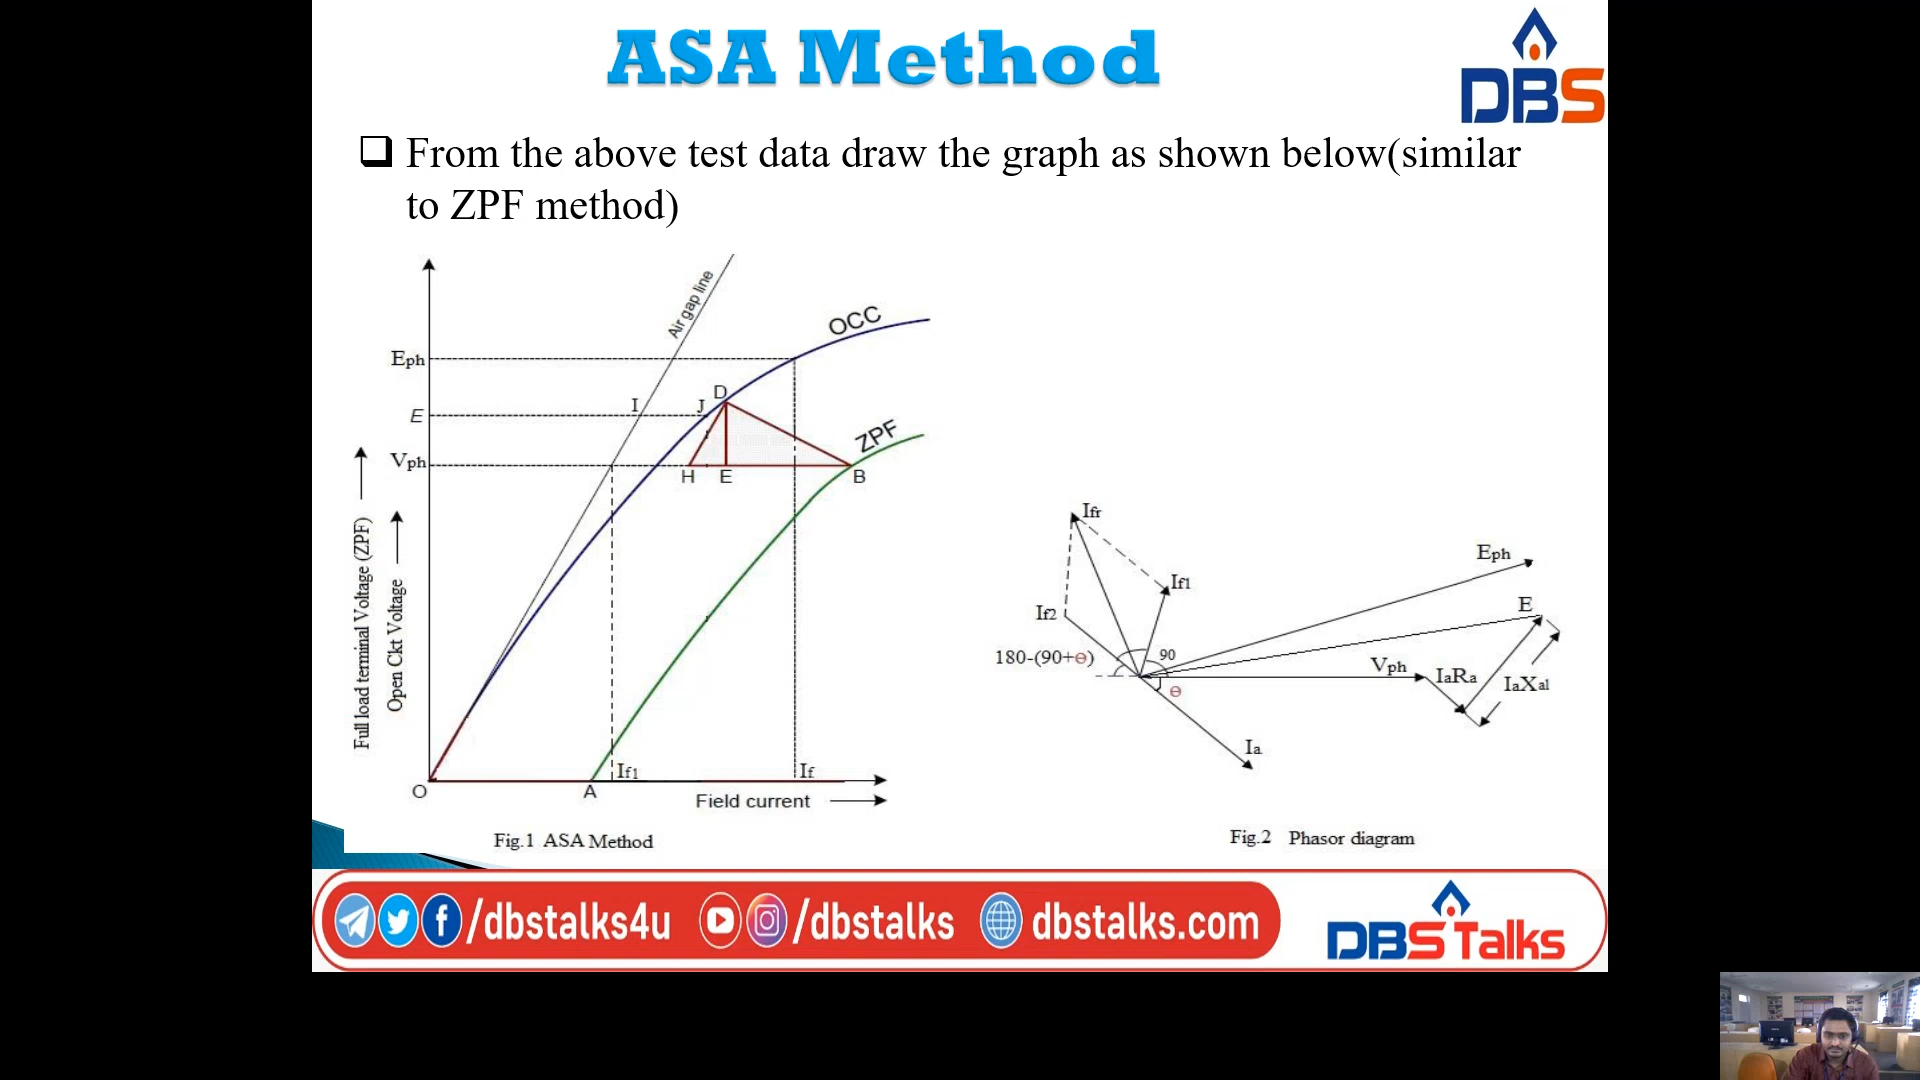 ASA Method
DBS
From the above test data draw the graph as shown below(similar
to ZPF method)
Air gap line
OCC
Eph
D
I
J
E
ZPF
Vph
H
E
B
Full load terminal Voltage (ZPF)
Open Ckt Voltage
If1
If
O
A
Field current
Fig.1 ASA Method
Ifr
Eph
If1
E
If2
180-(90+ɵ)
90
Vph
IaRa
IaXal
ɵ
Ia
Fig.2 Phasor diagram
/dbstalks4u
/dbstalks
dbstalks.com
DBS Talks